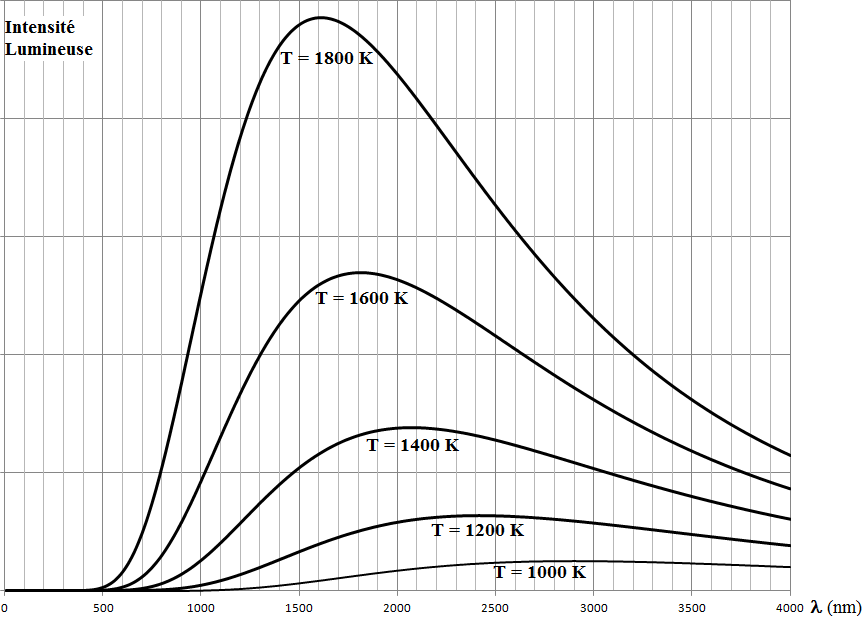 Intensité
Lumineuse
T = 1800 K
T = 1600 K
T = 1400 K
T = 1200 K
T = 1000 K
0 500 1000 1500 2000 2500 3000 3500 4000 λ (nm)